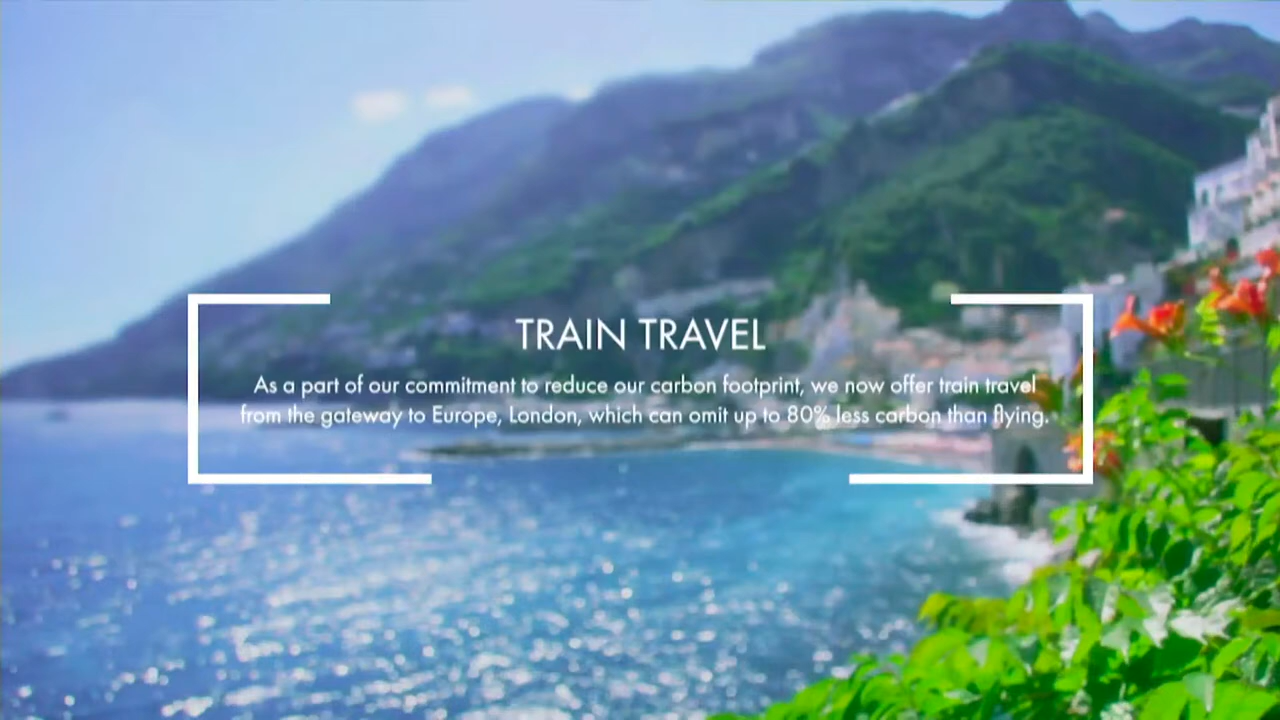 TRAIN TRAVEL
As a part of our commitment to reduce our carbon footprint, we now offer train travel
from the gateway to Europe, London, which can omit up to 80% less carbon than flying.